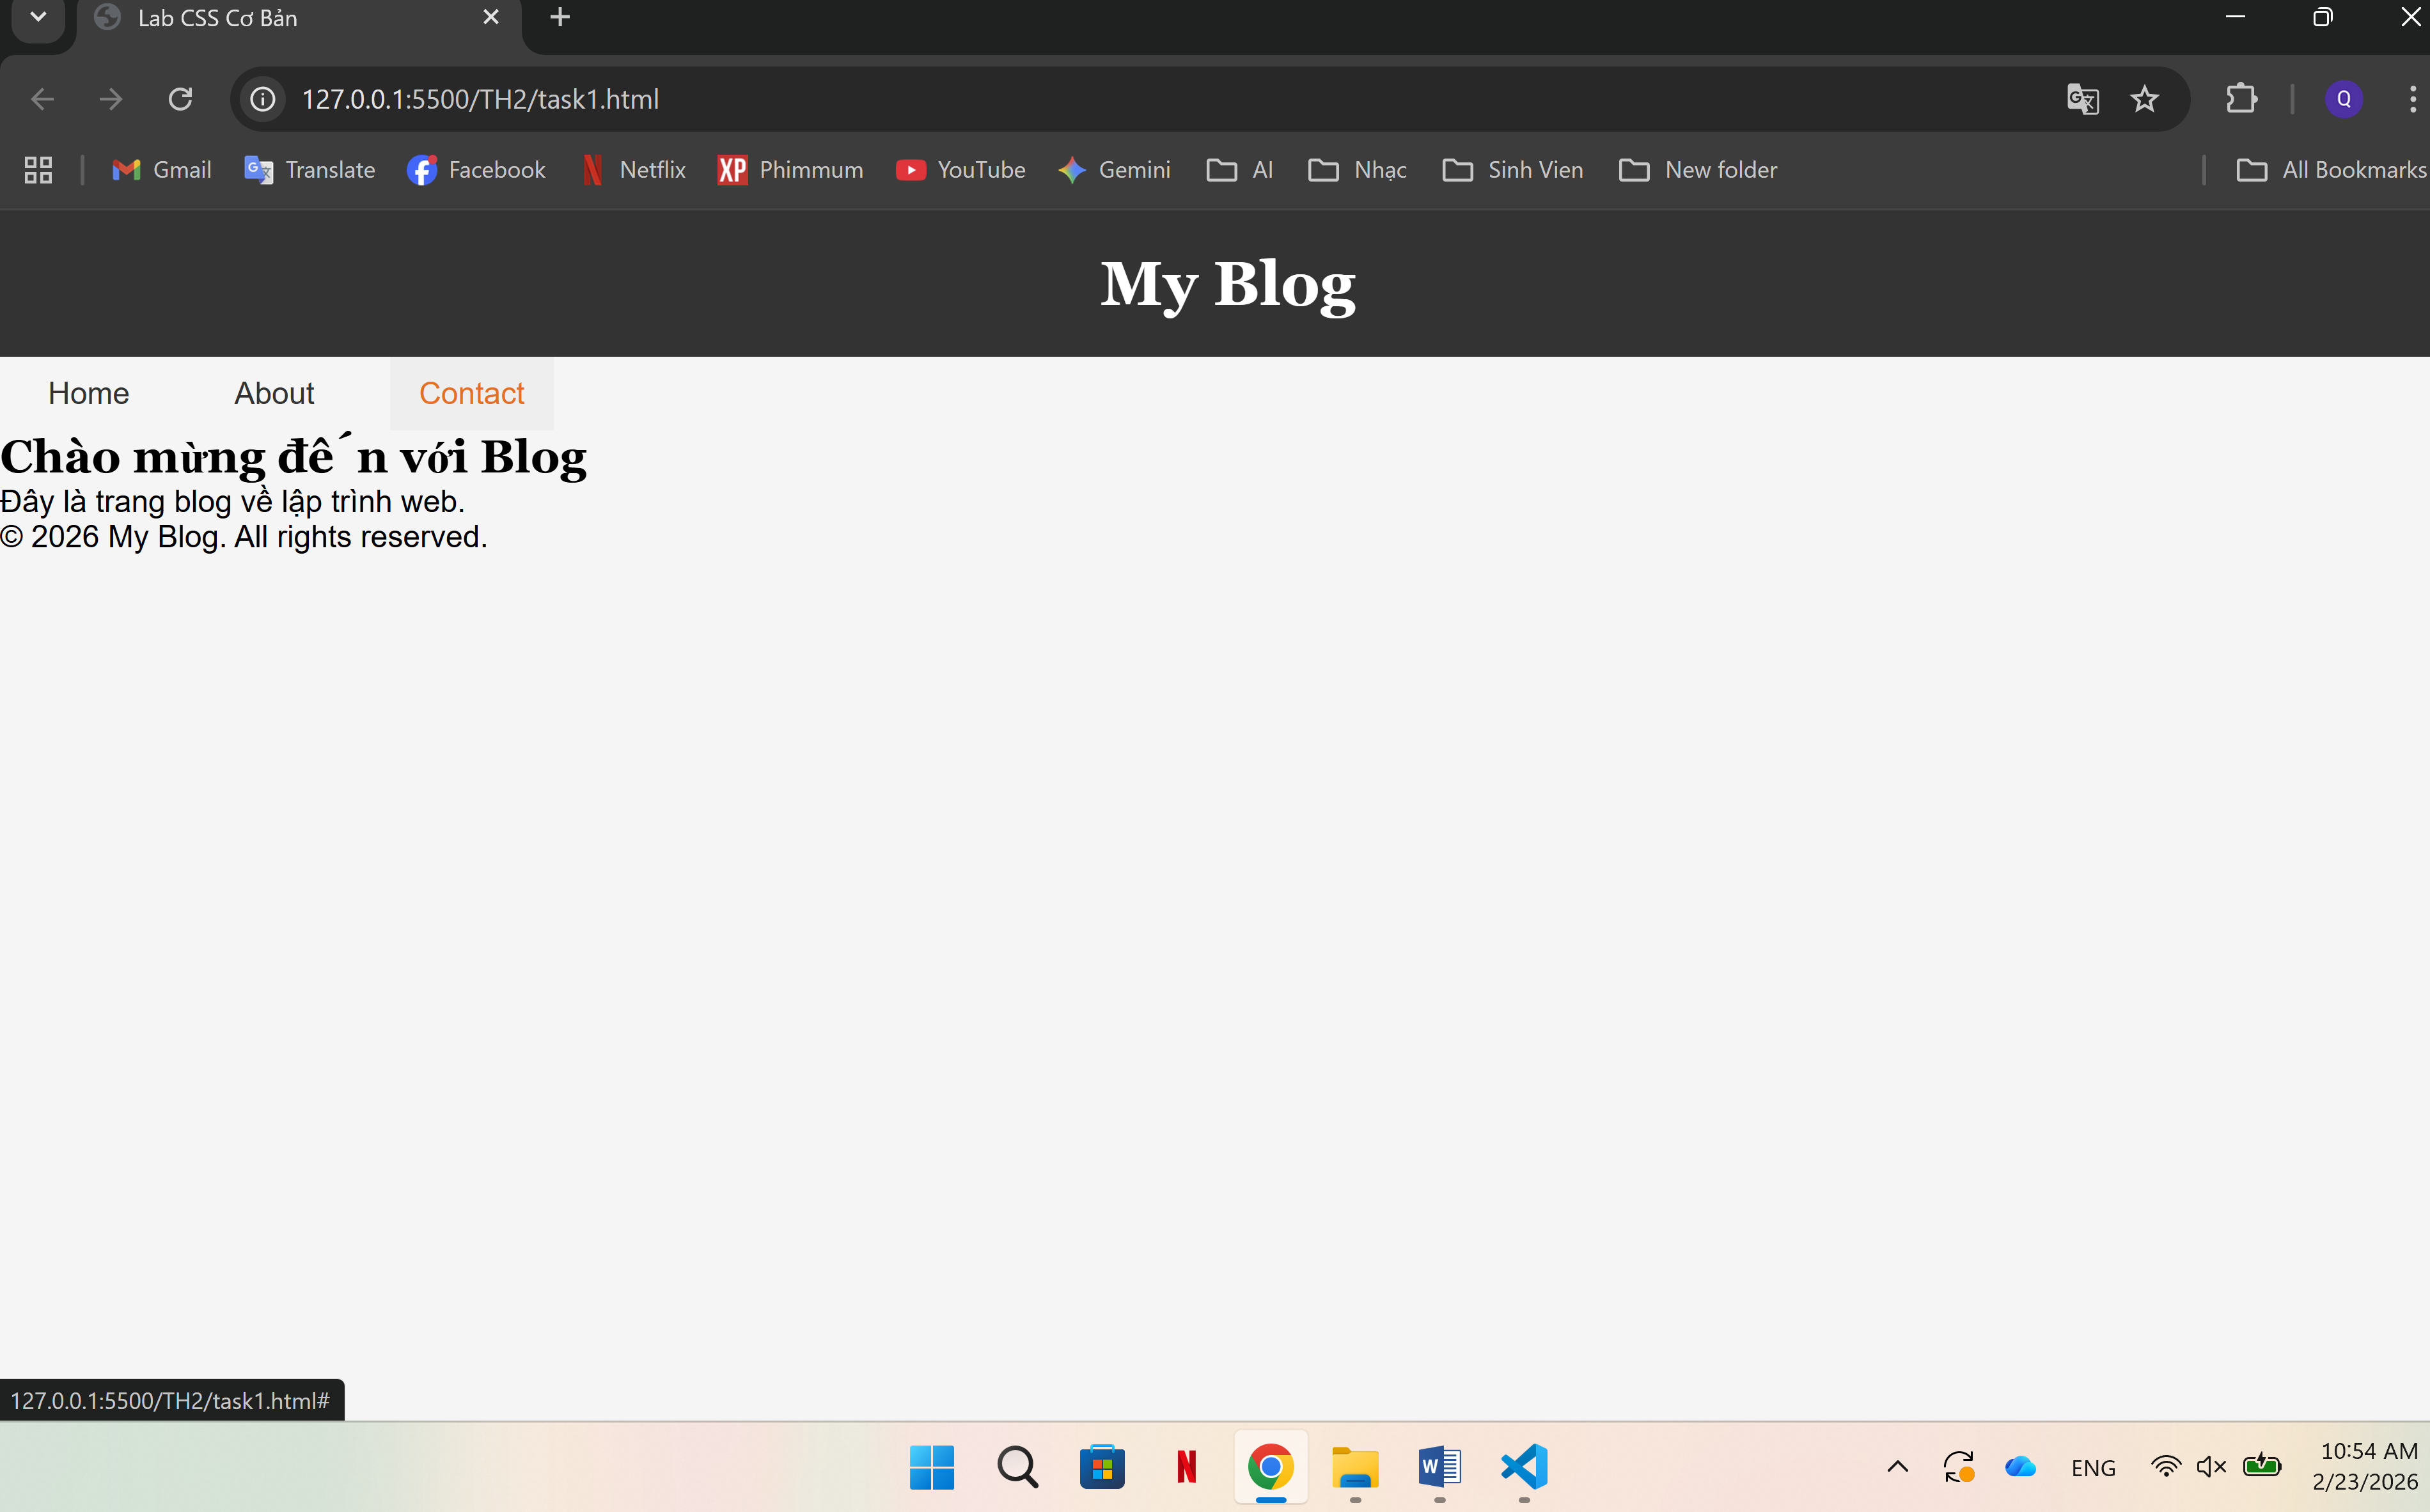 Lab CSS Cơ Bản
127.0.0.1:5500/TH2/task1.html
Gmail Translate Facebook Netflix XP Phimmum YouTube Gemini AI Nhạc Sinh Vien New folder All Bookmarks
Q
My Blog
Home About Contact
Chào mừng đến với Blog
Đây là trang blog về lập trình web.
© 2026 My Blog. All rights reserved.
127.0.0.1:5500/TH2/task1.html#
ENG
10:54 AM
2/23/2026